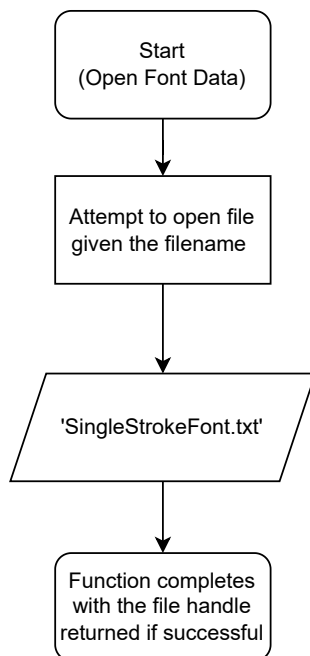 Start
(Open Font Data)
Attempt to open file
given the filename
'SingleStrokeFont.txt'
Function completes
with the file handle
returned if successful